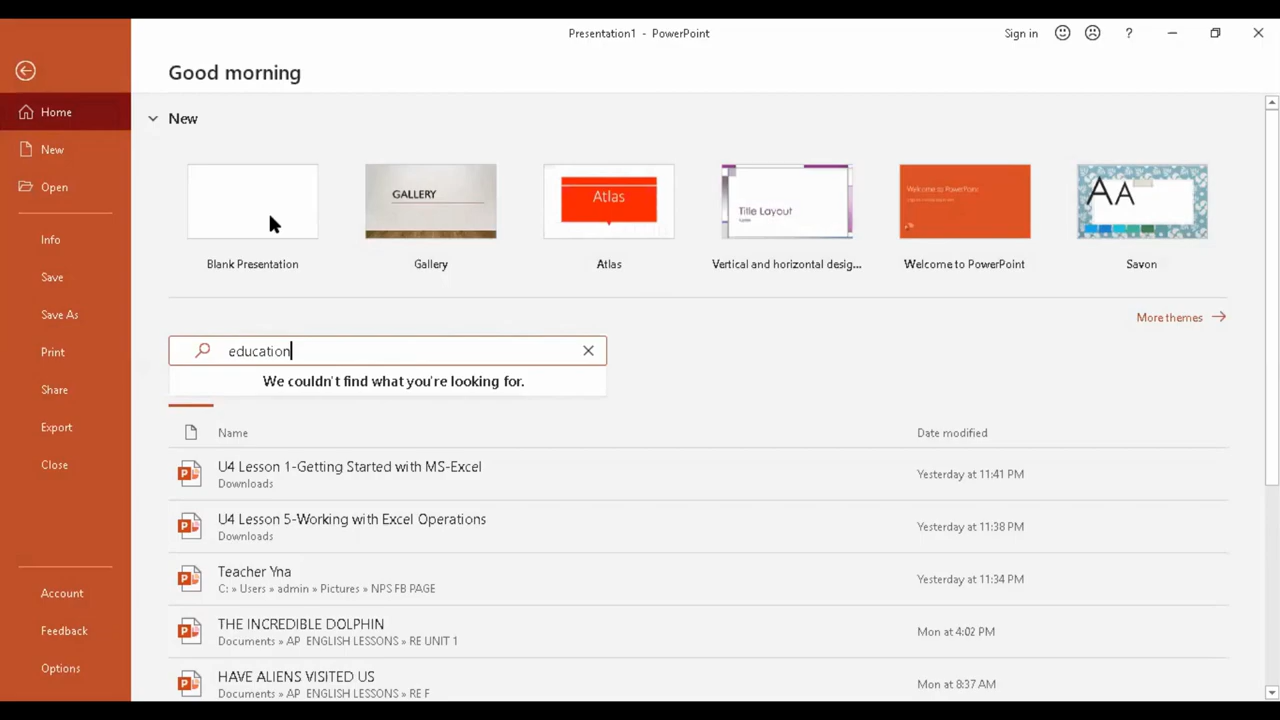 Presentation1 - PowerPoint
Sign in
?
Good morning
Home
New
Open
Info
Save
Save As
Print
Share
Export
Close
Account
Feedback
Options
New
GALLERY
Atlas
Title Layout
Welcome to PowerPoint
AA
Blank Presentation
Gallery
Atlas
Vertical and horizontal desig...
Welcome to PowerPoint
Savon
More themes
education
We couldn't find what you're looking for.
Name
Date modified
U4 Lesson 1-Getting Started with MS-Excel
Downloads
Yesterday at 11:41 PM
U4 Lesson 5-Working with Excel Operations
Downloads
Yesterday at 11:38 PM
Teacher Yna
C: » Users » admin » Pictures » NPS FB PAGE
Yesterday at 11:34 PM
THE INCREDIBLE DOLPHIN
Documents » AP ENGLISH LESSONS » RE UNIT 1
Mon at 4:02 PM
HAVE ALIENS VISITED US
Documents » AP ENGLISH LESSONS » RE F
Mon at 8:37 AM